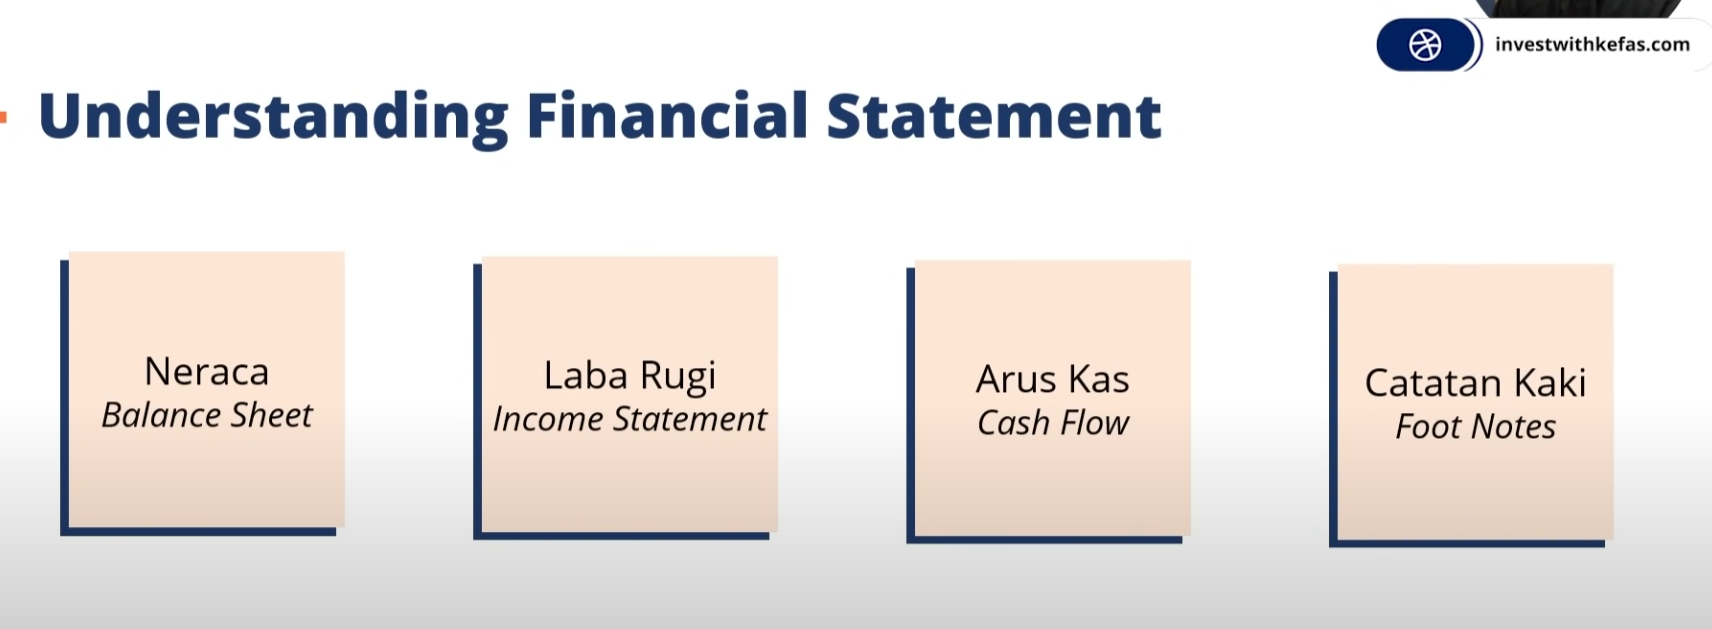 investwithkefas.com
Understanding Financial Statement
Neraca
Balance Sheet
Laba Rugi
Income Statement
Arus Kas
Cash Flow
Catatan Kaki
Foot Notes